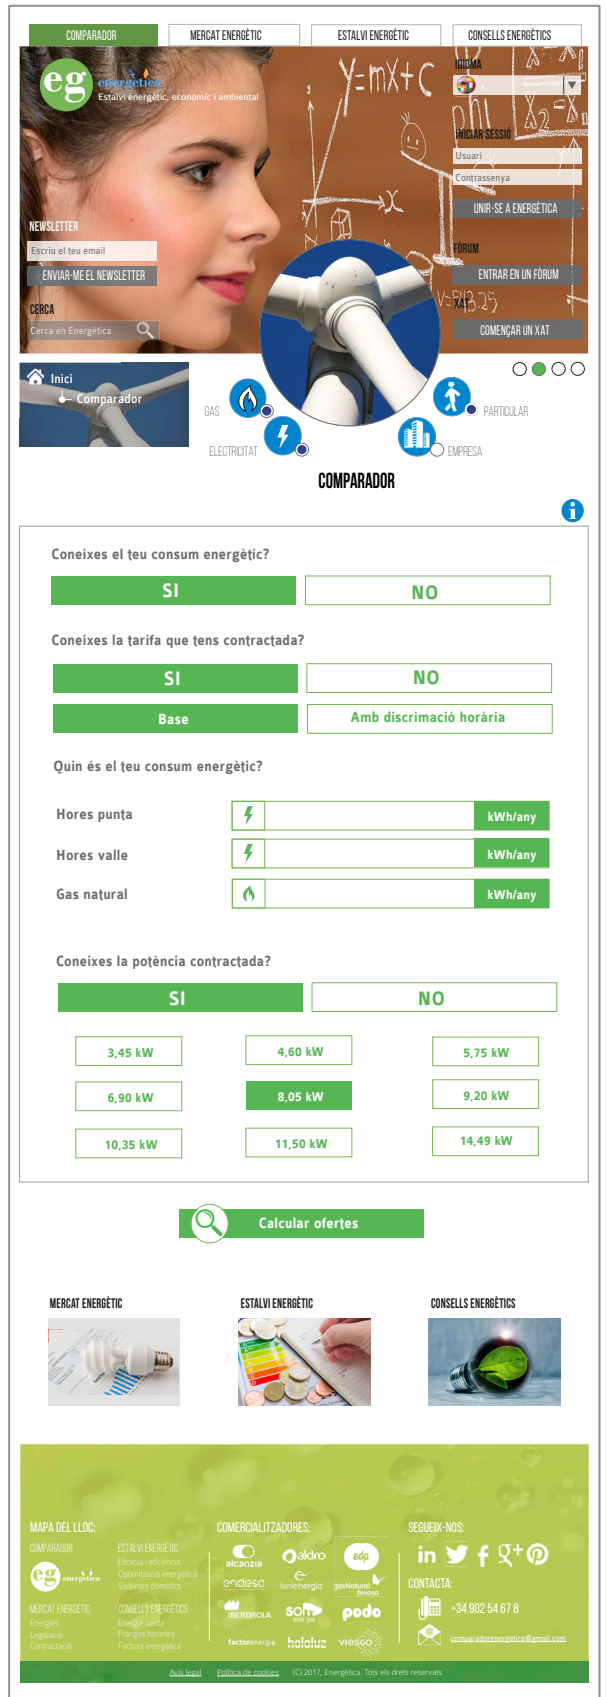 COMPARADOR
MERCAT ENERGÈTIC
ESTALVI ENERGÈTIC
CONSELLS ENERGÈTICS
eg
energètica
Estalvi energètic, econòmic i ambiental
Y=mX+C
IDIOMA
INICIAR SESSIÓ
Usuari
Contrassenya
UNIR-SE A ENERGÈTICA
NEWSLETTER
Escriu el teu email
ENVIAR-ME EL NEWSLETTER
FÒRUM
ENTRAR EN UN FÒRUM
CERCA
Cerca en Energètica
XAT
COMENÇAR UN XAT
Inici
Comparador
GAS
PARTICULAR
ELECTRICITAT
EMPRESA
COMPARADOR
i
Coneixes el teu consum energètic?
SI
NO
Coneixes la tarifa que tens contractada?
SI
NO
Base
Amb discrimació horària
Quin és el teu consum energètic?
Hores punta
kWh/any
Hores valle
kWh/any
Gas natural
kWh/any
Coneixes la potència contractada?
SI
NO
3,45 kW
4,60 kW
5,75 kW
6,90 kW
8,05 kW
9,20 kW
10,35 kW
11,50 kW
14,49 kW
Calcular ofertes
MERCAT ENERGÈTIC
ESTALVI ENERGÈTIC
CONSELLS ENERGÈTICS
MAPA DEL LLOC:
COMPARADOR
eg energètica
MERCAT ENERGÈTIC
Energies
Legislació
Contractació
ESTALVI ENERGÈTIC
Eficàcia i eficiència
Optimització energètica
Sistemes domòtics
CONSELLS ENERGÈTICS
Energia verda
Franges horàries
Factura energètica
COMERCIALITZADORES:
alcanzia
aldro
edp
endesa
fenienergía
gasNatural fenosa
IBERDROLA
som energia
podo
factorenergia
holaluz
viesgo
SEGUEIX-NOS:
CONTACTA:
+34 902 54 67 8
comparadorenergetica@gmail.com
Avís legal
Política de cookies
(C) 2017, Energètica. Tots els drets reservats